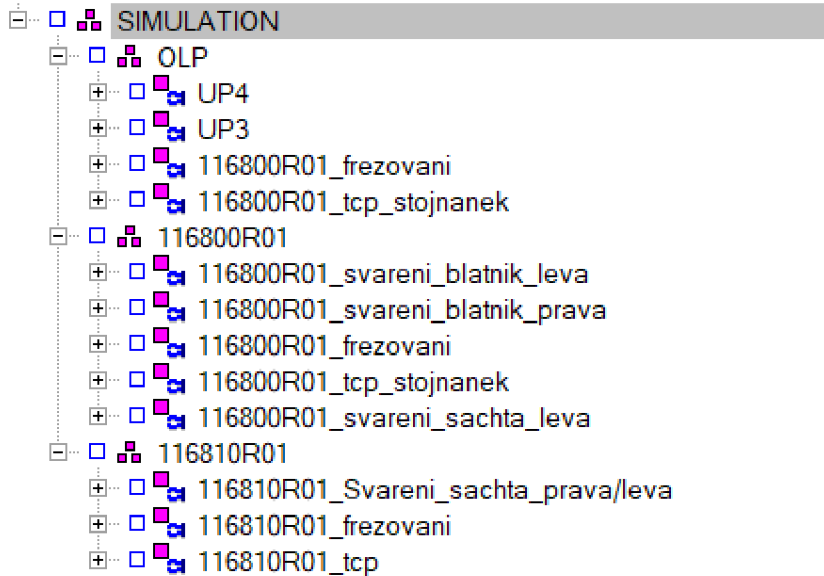 SIMULATION
OLP
UP4
UP3
116800R01_frezovani
116800R01_tcp_stojnanek
116800R01
116800R01_svareni_blatnik_leva
116800R01_svareni_blatnik_prava
116800R01_frezovani
116800R01_tcp_stojnanek
116800R01_svareni_sachta_leva
116810R01
116810R01_Svareni_sachta_prava/leva
116810R01_frezovani
116810R01_tcp